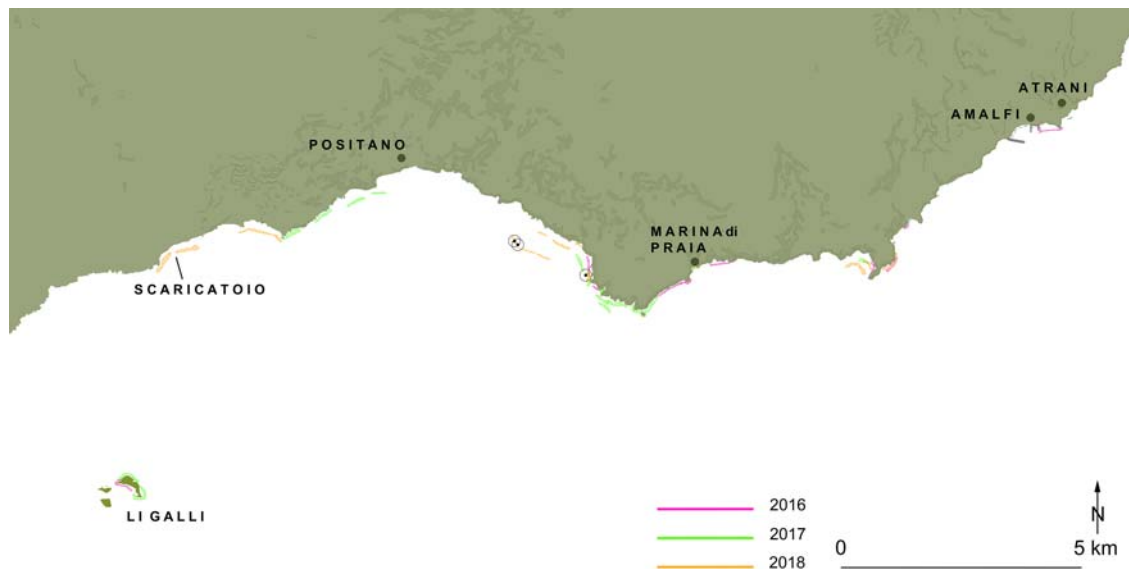 ATRANI
AMALFI
POSITANO
MARINA di
PRAIA
SCARICATOIO
LI GALLI
2016
2017
2018
N
0 5 km